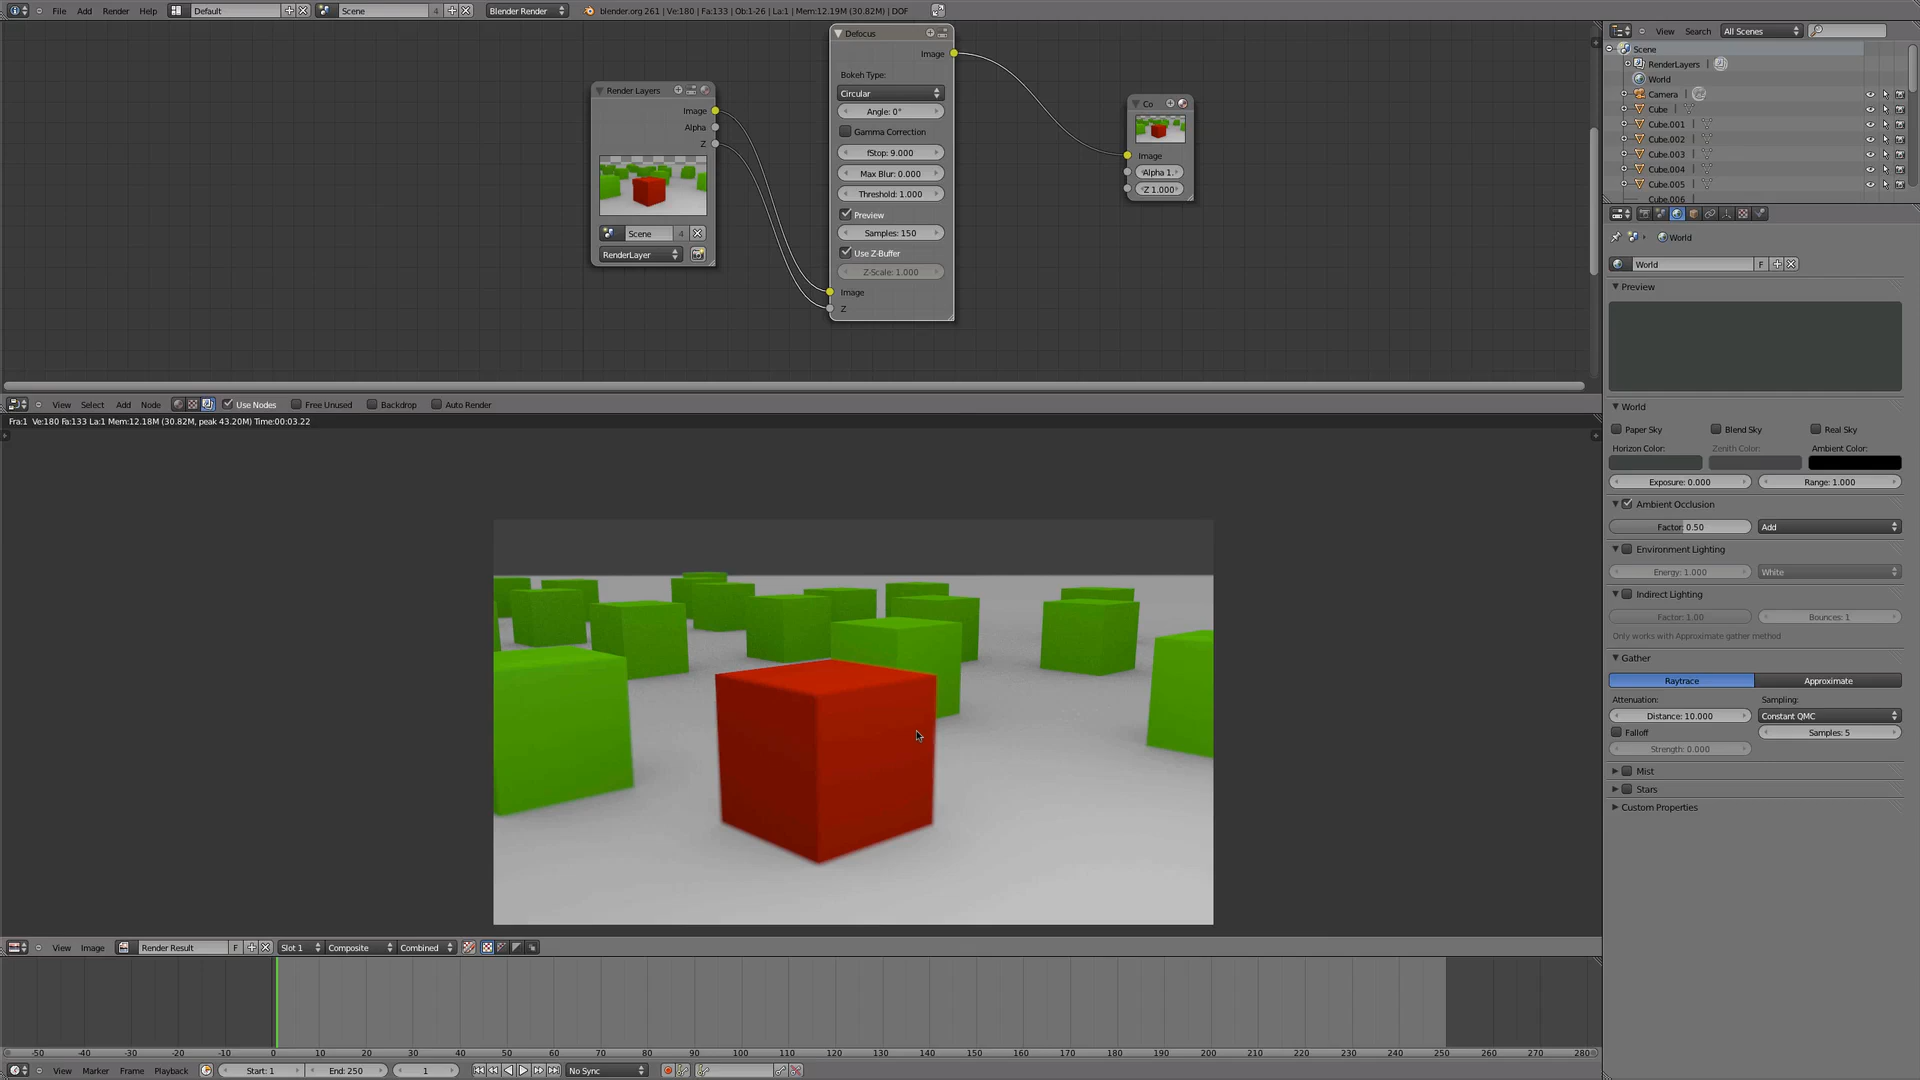 File Add Render Help Default Scene 4 Blender Render blender.org 261 | Ve:180 | Fa:133 | Ob:1-26 | La:1 | Mem:12.19M (30.82M) | DOF
View Search All Scenes
Defocus
Image
Bokeh Type:
Circular
Angle: 0°
Gamma Correction
fStop: 9.000
Max Blur: 0.000
Threshold: 1.000
Preview
Samples: 150
Use Z-Buffer
Z-Scale: 1.000
Image
Z
Render Layers
Image
Alpha
Z
Scene 4
RenderLayer
Co
Image
Alpha 1.
Z 1.000
Scene
RenderLayers
World
Camera
Cube
Cube.001
Cube.002
Cube.003
Cube.004
Cube.005
Cube.006
World
World F
Preview
World
Paper Sky Blend Sky Real Sky
Horizon Color: Zenith Color: Ambient Color:
Exposure: 0.000 Range: 1.000
Ambient Occlusion
Factor: 0.50 Add
Environment Lighting
Energy: 1.000 White
Indirect Lighting
Factor: 1.00 Bounces: 1
Only works with Approximate gather method
Gather
Raytrace Approximate
Attenuation: Sampling:
Distance: 10.000 Constant QMC
Falloff Samples: 5
Strength: 0.000
Mist
Stars
Custom Properties
View Select Add Node Use Nodes Free Unused Backdrop Auto Render
Fra:1 Ve:180 Fa:133 La:1 Mem:12.18M (30.82M, peak 43.20M) Time:00:03.22
View Image Render Result F Slot 1 Composite Combined
-50 -40 -30 -20 -10 0 10 20 30 40 50 60 70 80 90 100 110 120 130 140 150 160 170 180 190 200 210 220 230 240 250 260 270 280
View Marker Frame Playback Start: 1 End: 250 1 No Sync